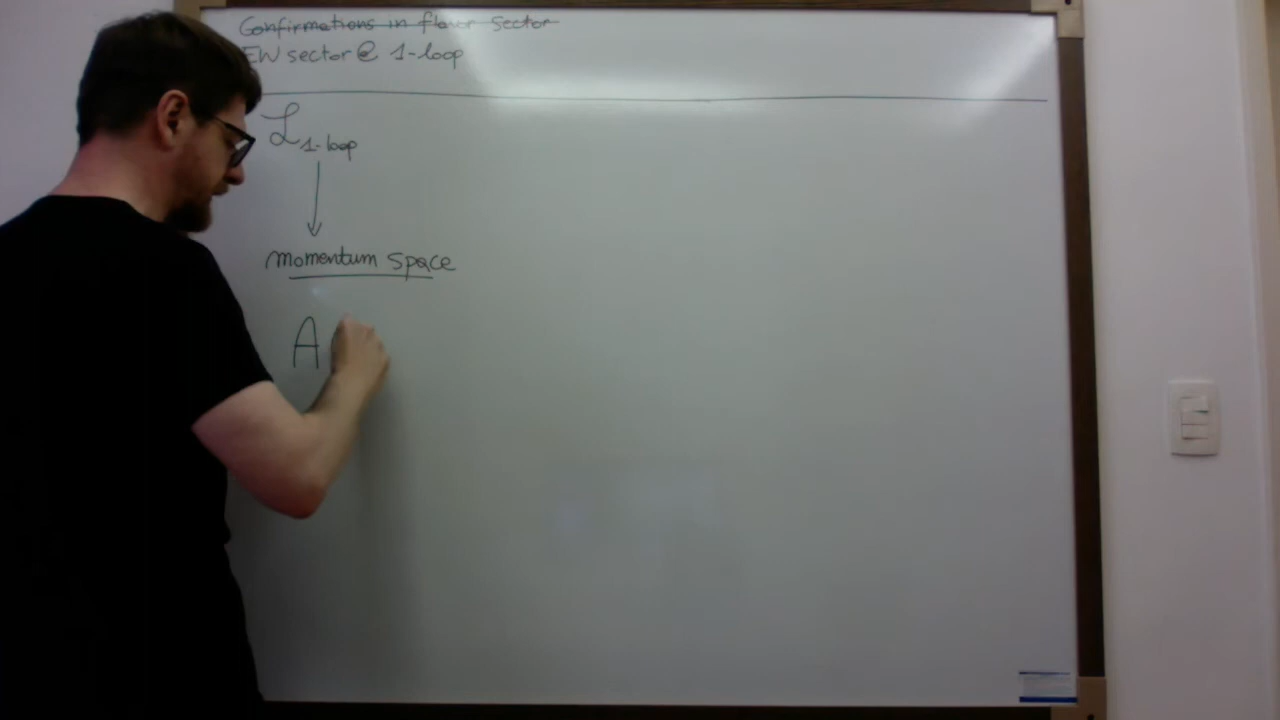 Confirmations in flavor sector
EW sector @ 1-loop
ℒ1-loop
momentum space
A